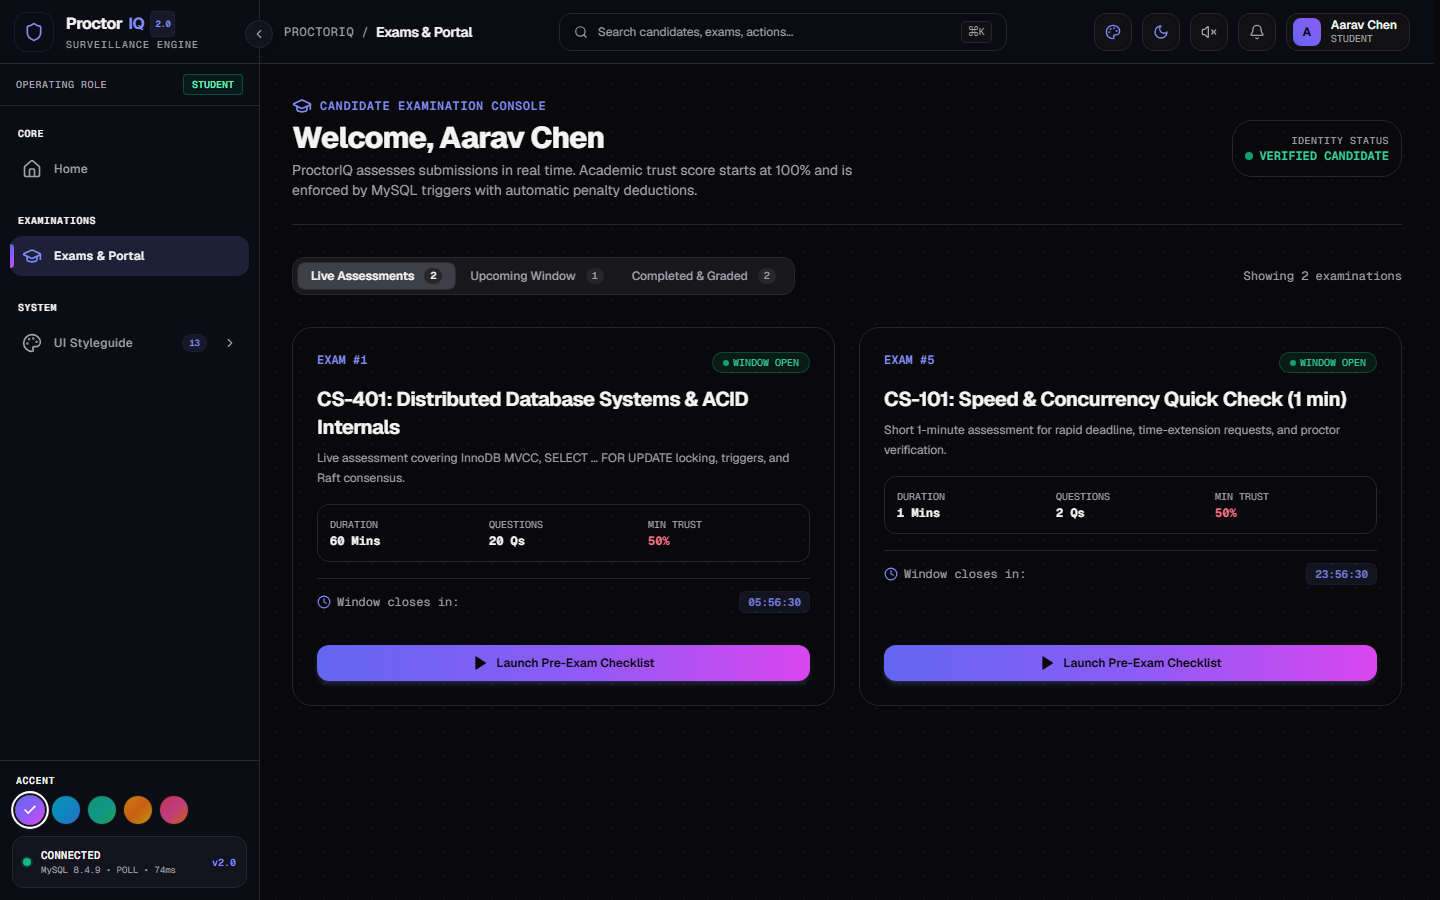 Proctor IQ 2.0
SURVEILLANCE ENGINE
PROCTORIQ / Exams & Portal
Search candidates, exams, actions...
⌘K
A
Aarav Chen
STUDENT
OPERATING ROLE
STUDENT
CORE
Home
EXAMINATIONS
Exams & Portal
SYSTEM
UI Styleguide
13
CANDIDATE EXAMINATION CONSOLE
Welcome, Aarav Chen
ProctorIQ assesses submissions in real time. Academic trust score starts at 100% and is
enforced by MySQL triggers with automatic penalty deductions.
IDENTITY STATUS
VERIFIED CANDIDATE
Live Assessments 2
Upcoming Window 1
Completed & Graded 2
Showing 2 examinations
EXAM #1
WINDOW OPEN
CS-401: Distributed Database Systems & ACID
Internals
Live assessment covering InnoDB MVCC, SELECT ... FOR UPDATE locking, triggers, and
Raft consensus.
DURATION
60 Mins
QUESTIONS
20 Qs
MIN TRUST
50%
Window closes in:
05:56:30
Launch Pre-Exam Checklist
EXAM #5
WINDOW OPEN
CS-101: Speed & Concurrency Quick Check (1 min)
Short 1-minute assessment for rapid deadline, time-extension requests, and proctor
verification.
DURATION
1 Mins
QUESTIONS
2 Qs
MIN TRUST
50%
Window closes in:
23:56:30
Launch Pre-Exam Checklist
ACCENT
CONNECTED
MySQL 8.4.9 • POLL • 74ms
v2.0